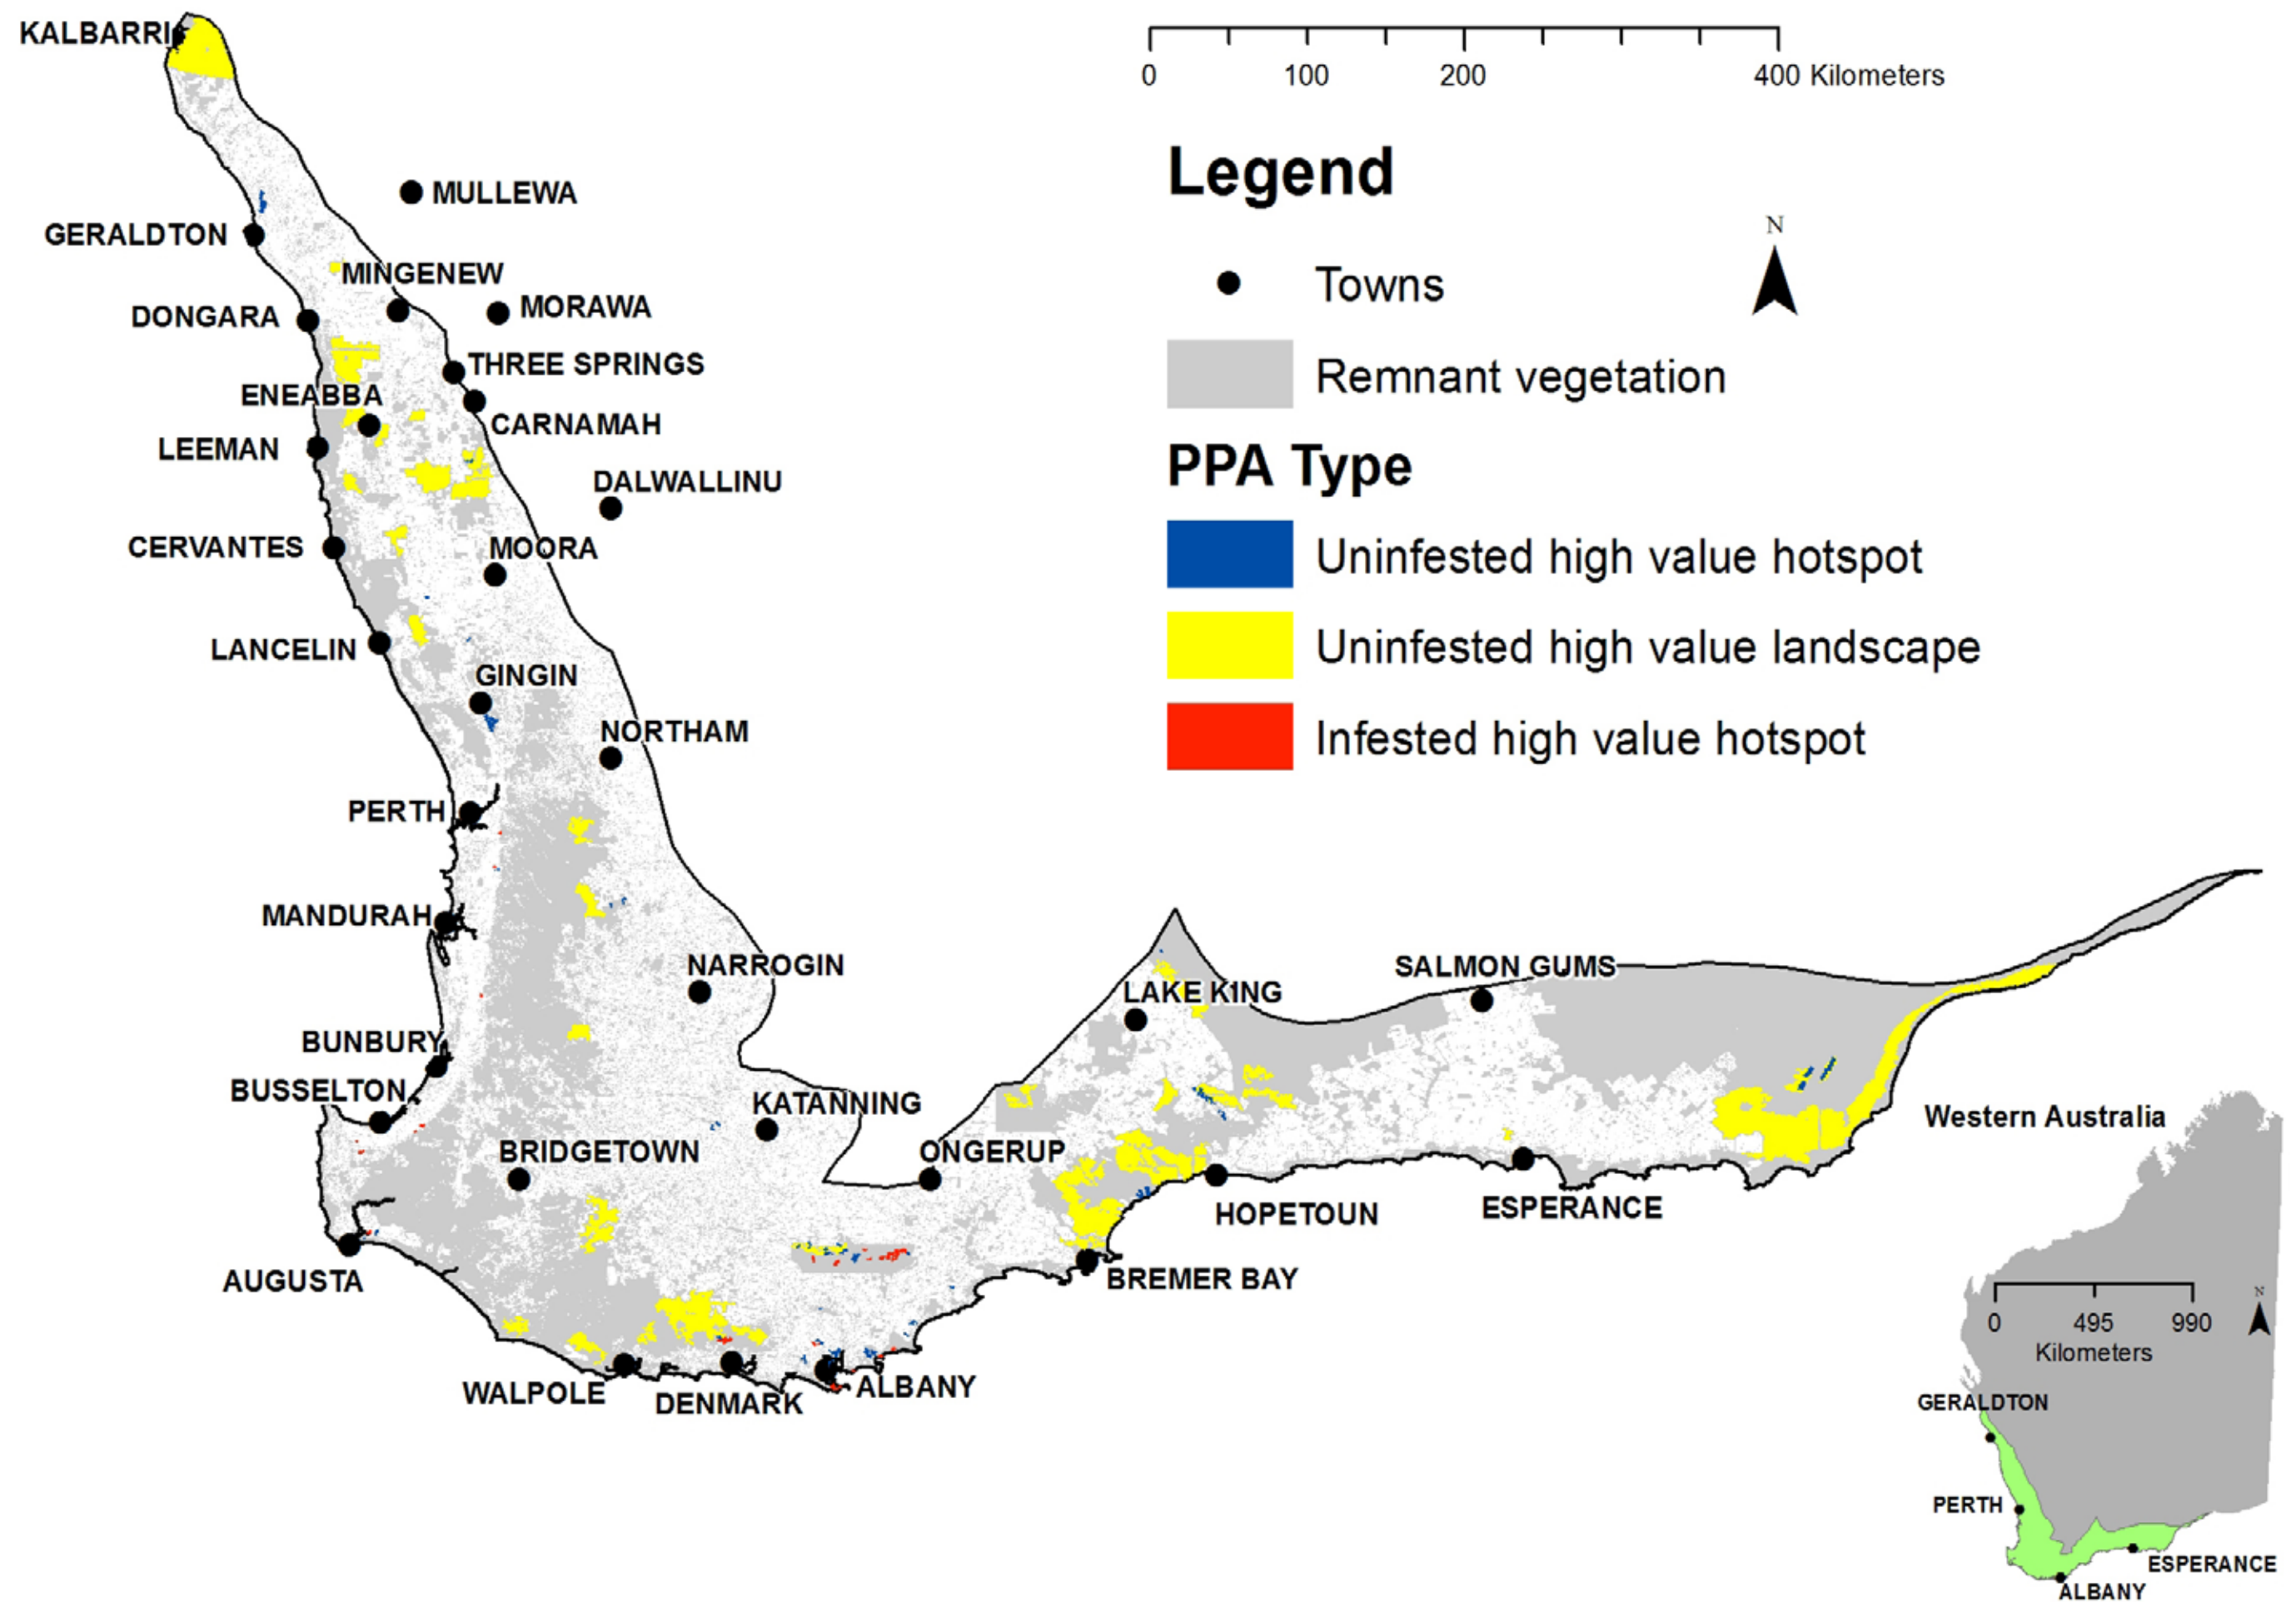 KALBARRI
0 100 200 400 Kilometers
Legend
N
MULLEWA
GERALDTON
MINGENEW
Towns
DONGARA
MORAWA
THREE SPRINGS
Remnant vegetation
ENEABBA
CARNAMAH
LEEMAN
PPA Type
DALWALLINU
CERVANTES
MOORA
Uninfested high value hotspot
LANCELIN
Uninfested high value landscape
GINGIN
NORTHAM
Infested high value hotspot
PERTH
MANDURAH
NARROGIN
SALMON GUMS
LAKE KING
BUNBURY
BUSSELTON
KATANNING
Western Australia
BRIDGETOWN
ONGERUP
HOPETOUN
ESPERANCE
AUGUSTA
BREMER BAY
N
0 495 990
Kilometers
WALPOLE
DENMARK
ALBANY
GERALDTON
PERTH
ESPERANCE
ALBANY